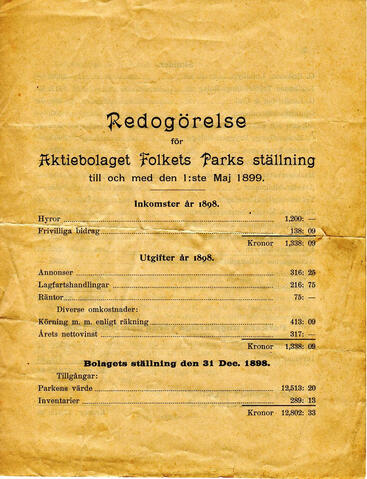 Redogörelse
för
Aktiebolaget Folkets Parks ställning
till och med den 1:ste Maj 1899.
Inkomster år 1898.
Hyror 1,200: —
Frivilliga bidrag 138: 09
Kronor 1,338: 09
Utgifter år 1898.
Annonser 316: 25
Lagfartshandlingar 216: 75
Räntor 75: —
Diverse omkostnader:
Körning m. m. enligt räkning 413: 09
Årets nettovinst 317: —
Kronor 1,338: 09
Bolagets ställning den 31 Dec. 1898.
Tillgångar:
Parkens värde 12,513: 20
Inventarier 289: 13
Kronor 12,802: 33